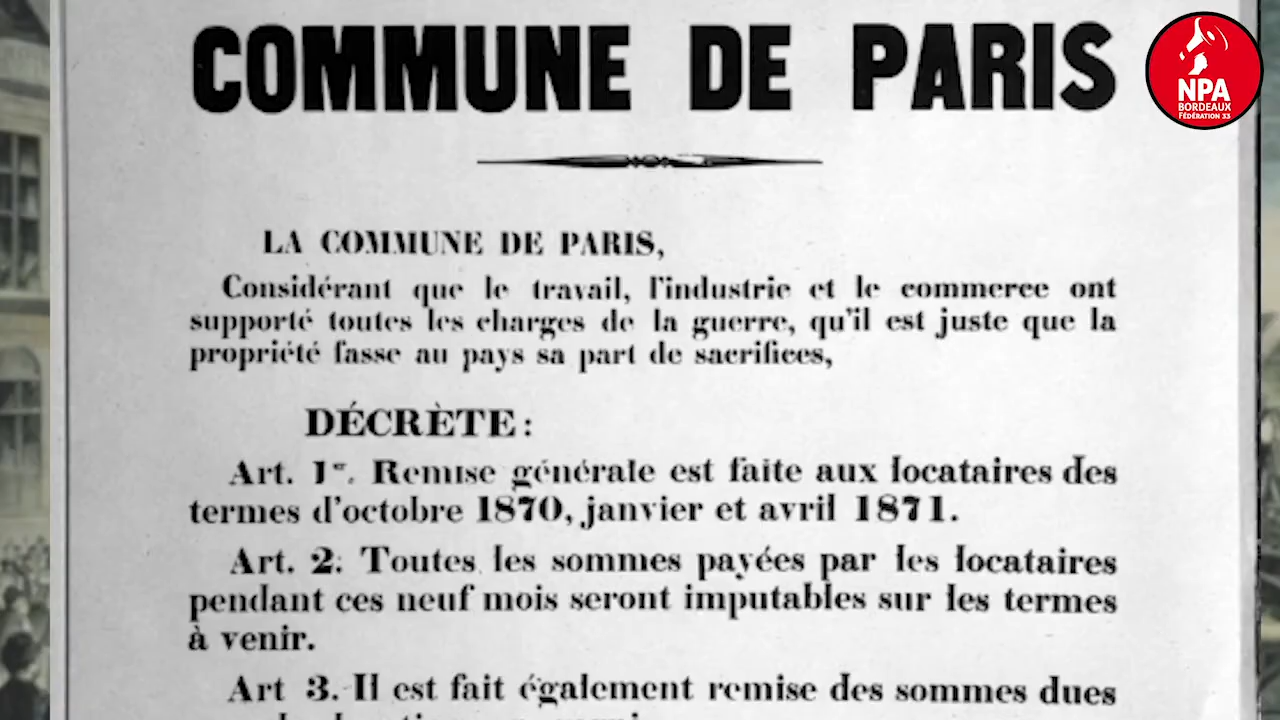 COMMUNE DE PARIS
NPA
BORDEAUX
FÉDÉRATION 33
LA COMMUNE DE PARIS,
Considérant que le travail, l'industrie et le commerce ont
supporté toutes les charges de la guerre, qu'il est juste que la
propriété fasse au pays sa part de sacrifices,
DÉCRÈTE:
Art. 1er. Remise générale est faite aux locataires des
termes d'octobre 1870, janvier et avril 1871.
Art. 2. Toutes les sommes payées par les locataires
pendant ces neuf mois seront imputables sur les termes
à venir.
Art 3. Il est fait également remise des sommes dues